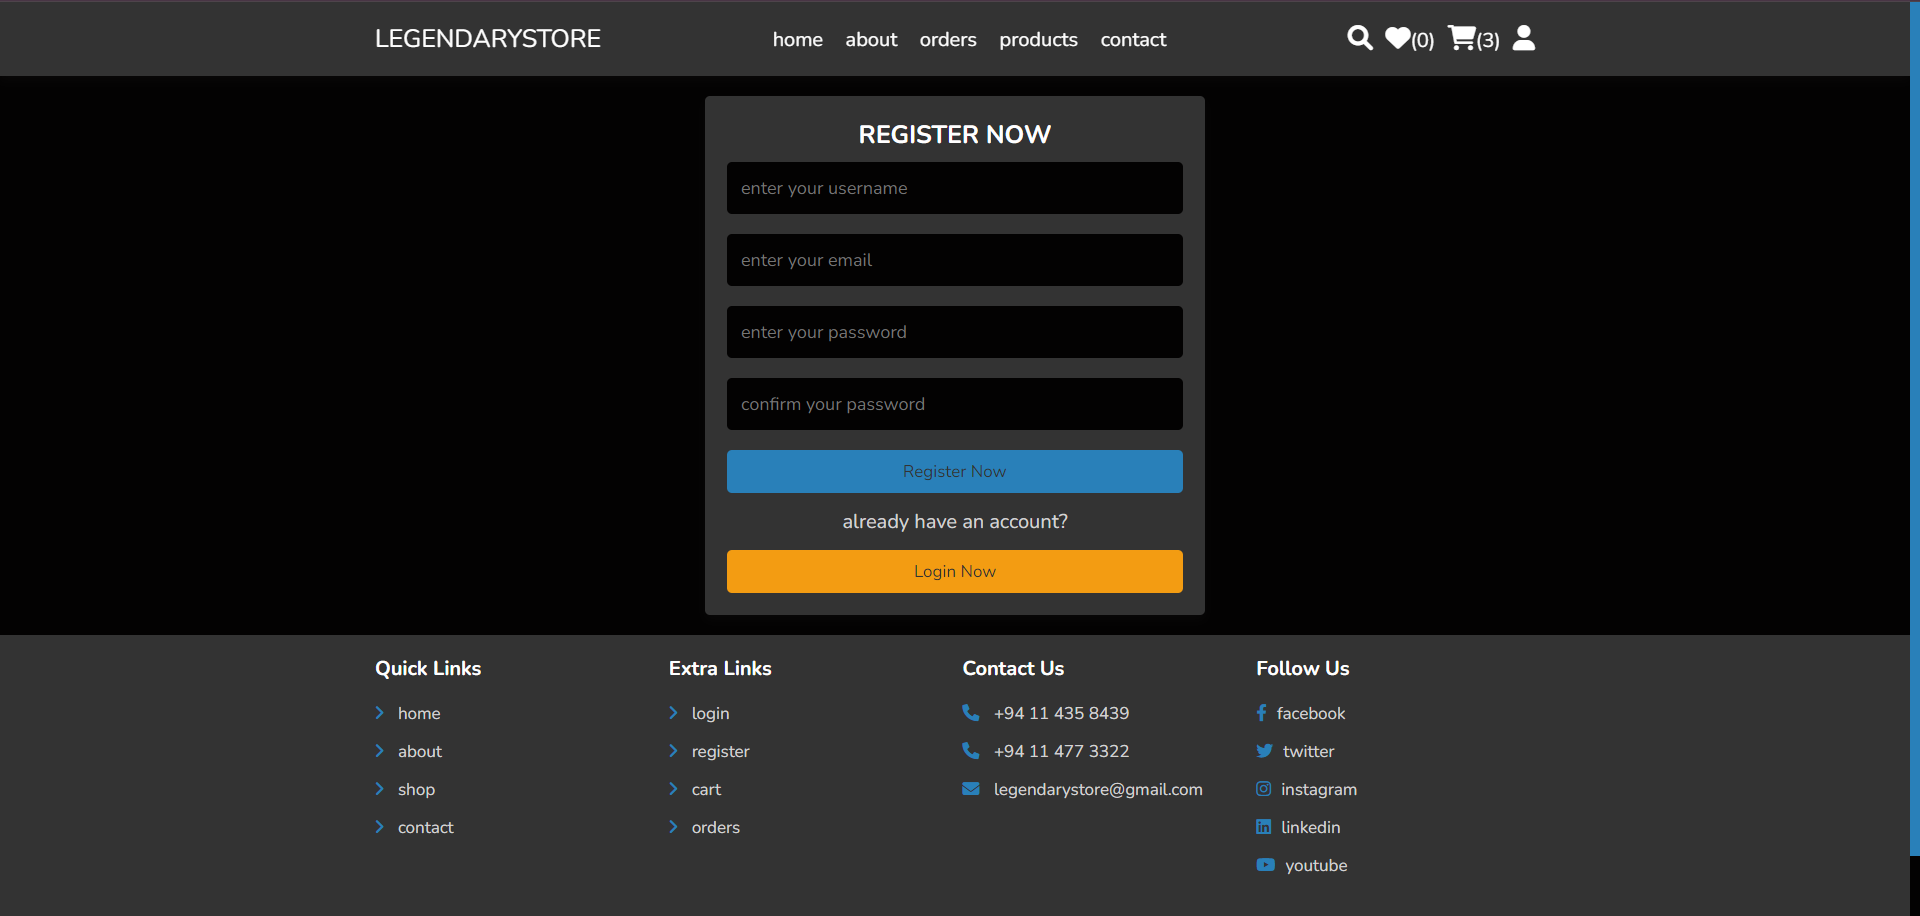 LEGENDARYSTORE
home about orders products contact
(0) (3)
REGISTER NOW
enter your username
enter your email
enter your password
confirm your password
Register Now
already have an account?
Login Now
Quick Links
home
about
shop
contact
Extra Links
login
register
cart
orders
Contact Us
+94 11 435 8439
+94 11 477 3322
legendarystore@gmail.com
Follow Us
facebook
twitter
instagram
linkedin
youtube